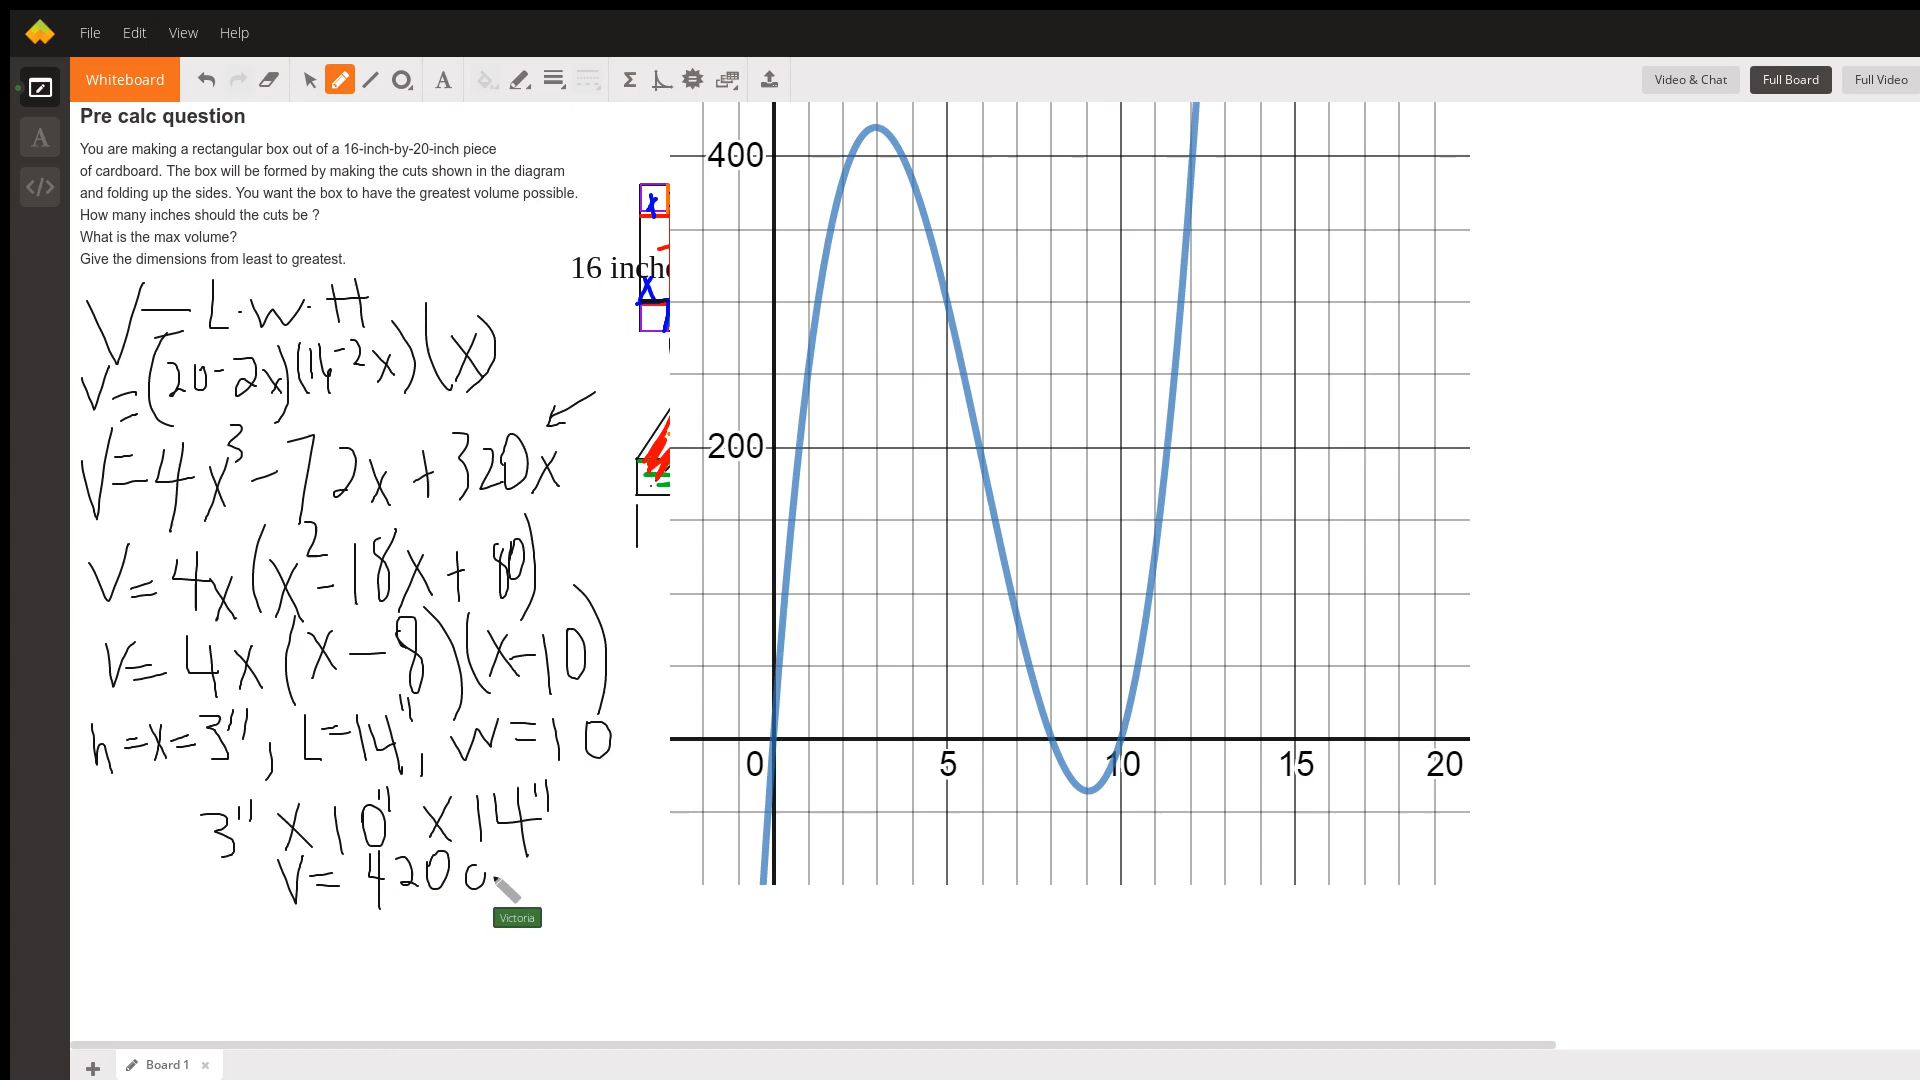 File Edit View Help
Whiteboard
Video & Chat Full Board Full Video
Pre calc question
You are making a rectangular box out of a 16-inch-by-20-inch piece
of cardboard. The box will be formed by making the cuts shown in the diagram
and folding up the sides. You want the box to have the greatest volume possible.
How many inches should the cuts be ?
What is the max volume?
Give the dimensions from least to greatest.
16 inche
x
x
V = L · W · H
V = (20-2x)(16-2x)(x)
V = 4x³ - 72x + 320x
V = 4x(x² - 18x + 80)
V = 4x(x - 8)(x - 10)
h = x = 3", L = 14", W = 10
3" x 10" x 14"
V = 420 c
Victoria
400
200
0 5 10 15 20
Board 1